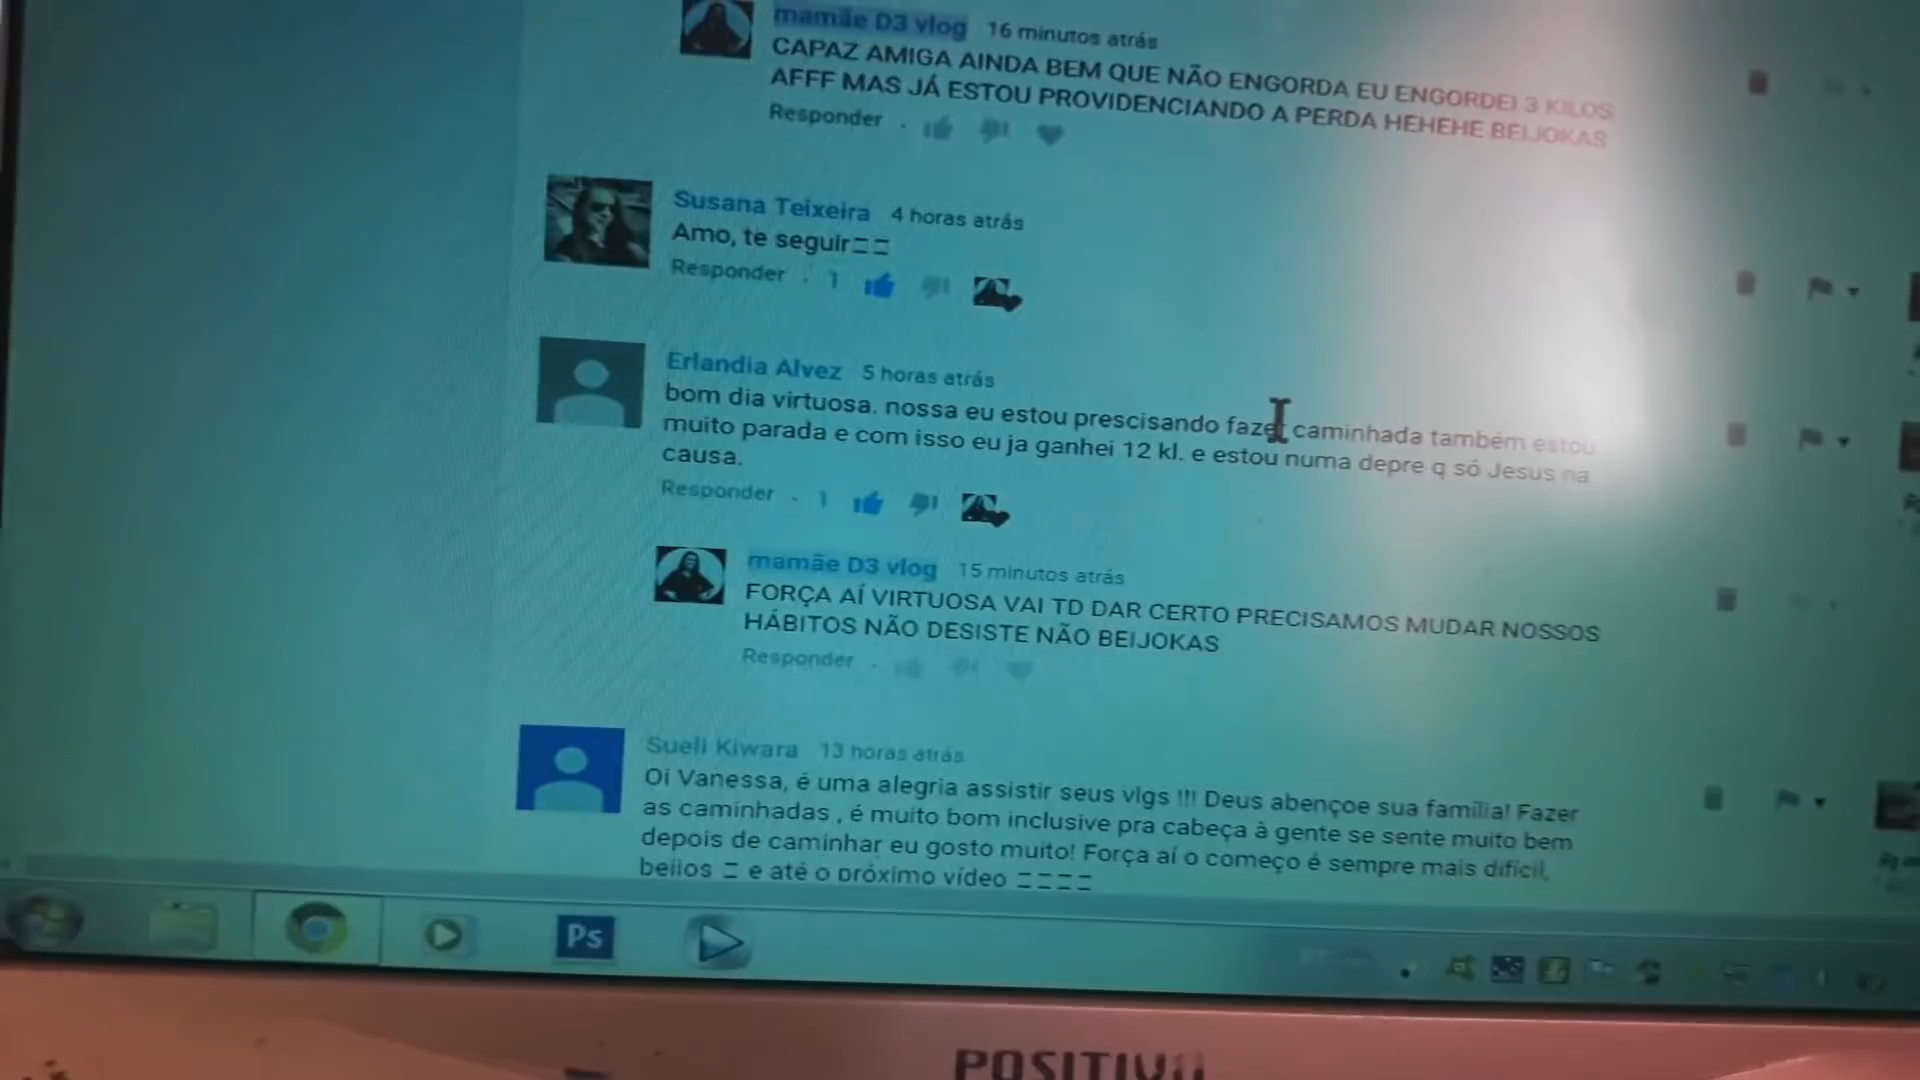 mamãe D3 vlog 16 minutos atrás
CAPAZ AMIGA AINDA BEM QUE NÃO ENGORDA EU ENGORDEI 3 KILOS
AFFF MAS JÁ ESTOU PROVIDENCIANDO A PERDA HEHEHE BEIJOKAS
Responder .
Susana Teixeira 4 horas atrás
Amo, te seguir
Responder . 1
Erlandia Alvez 5 horas atrás
bom dia virtuosa. nossa eu estou prescisando fazer caminhada também estou
muito parada e com isso eu ja ganhei 12 kl. e estou numa depre q só Jesus na
causa.
Responder . 1
mamãe D3 vlog 15 minutos atrás
FORÇA AÍ VIRTUOSA VAI TD DAR CERTO PRECISAMOS MUDAR NOSSOS
HÁBITOS NÃO DESISTE NÃO BEIJOKAS
Responder .
Sueli Kiwara 13 horas atrás
Oi Vanessa, é uma alegria assistir seus vlgs !!! Deus abençoe sua família! Fazer
as caminhadas , é muito bom inclusive pra cabeça à gente se sente muito bem
depois de caminhar eu gosto muito! Força aí o começo é sempre mais difícil,
beijos e até o próximo vídeo
Ps
POSITIVO